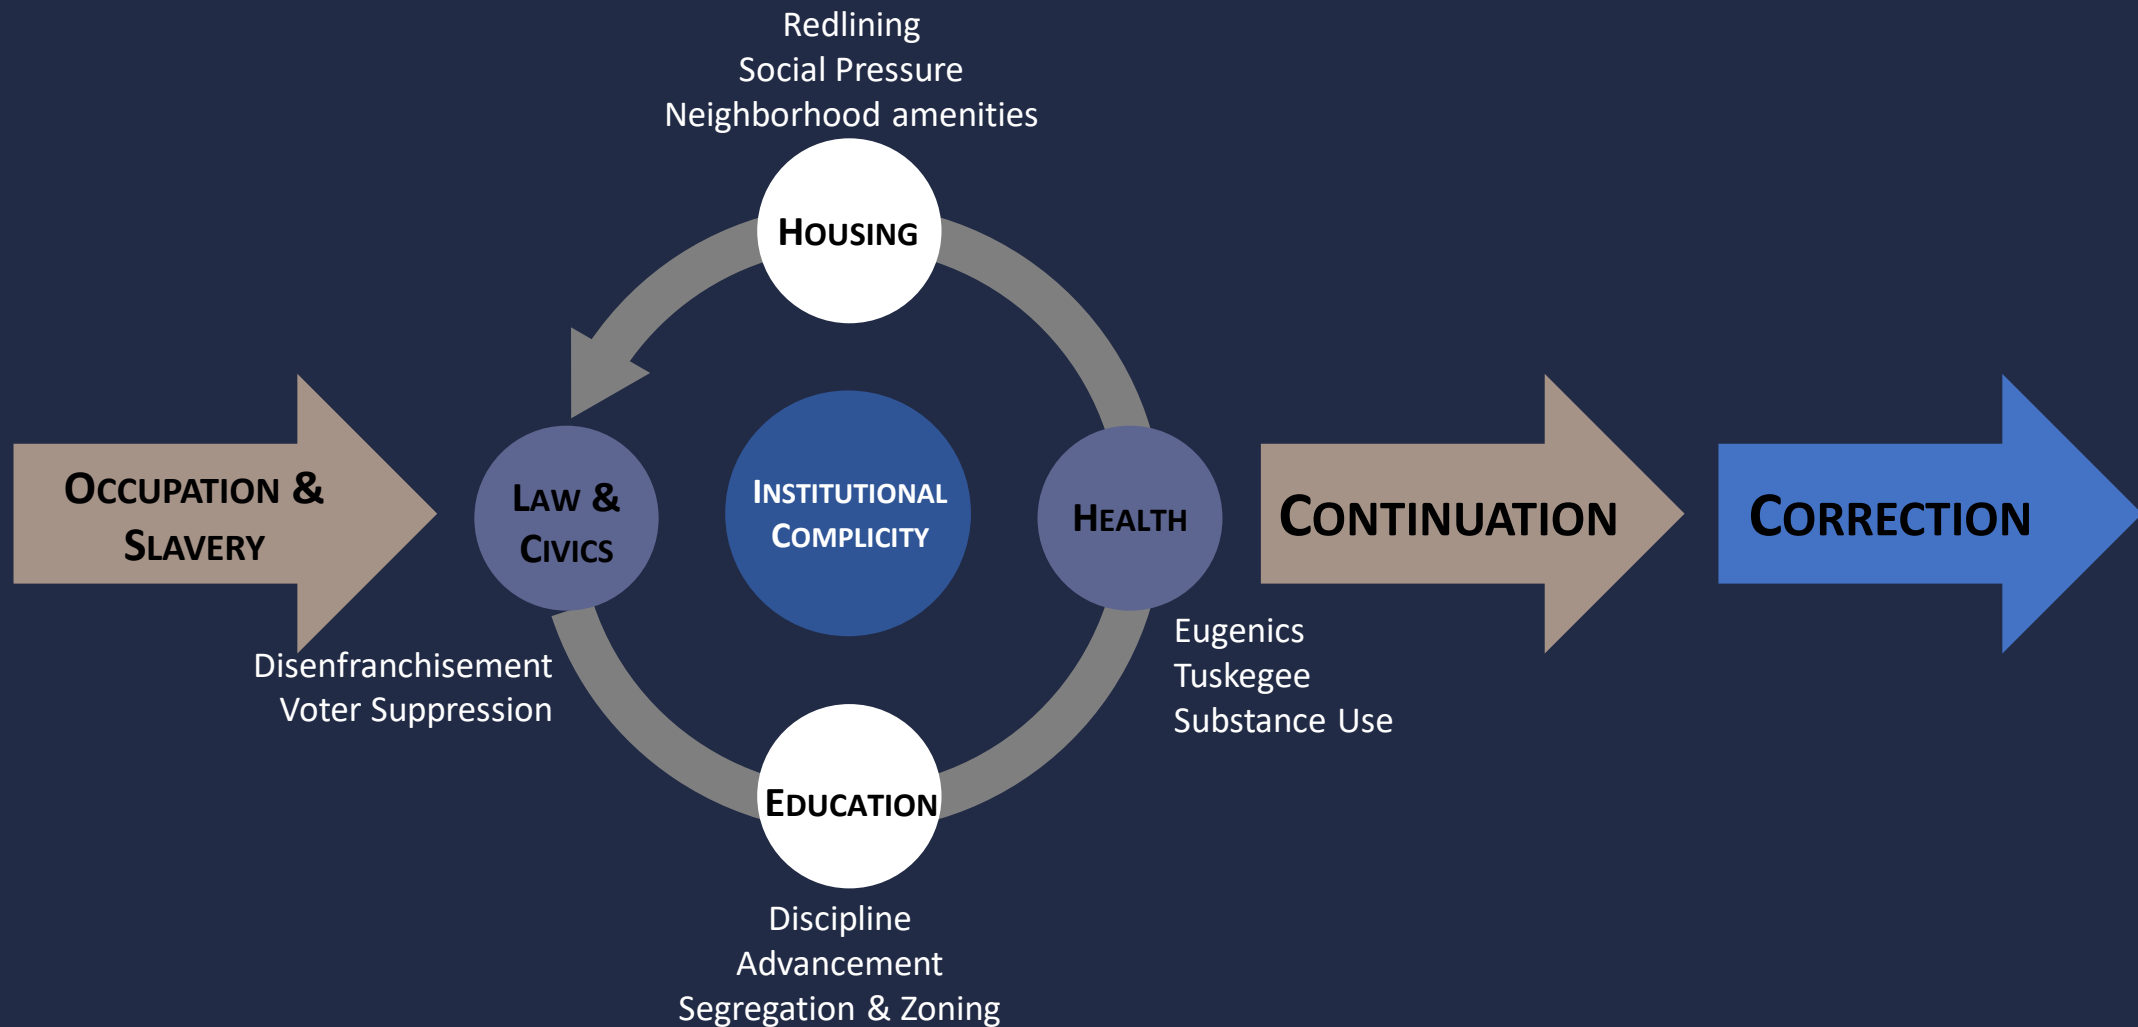 Redlining
Social Pressure
Neighborhood amenities
HOUSING
OCCUPATION &
SLAVERY
LAW &
CIVICS
INSTITUTIONAL
COMPLICITY
HEALTH
CONTINUATION
CORRECTION
Disenfranchisement
Voter Suppression
Eugenics
Tuskegee
Substance Use
EDUCATION
Discipline
Advancement
Segregation & Zoning